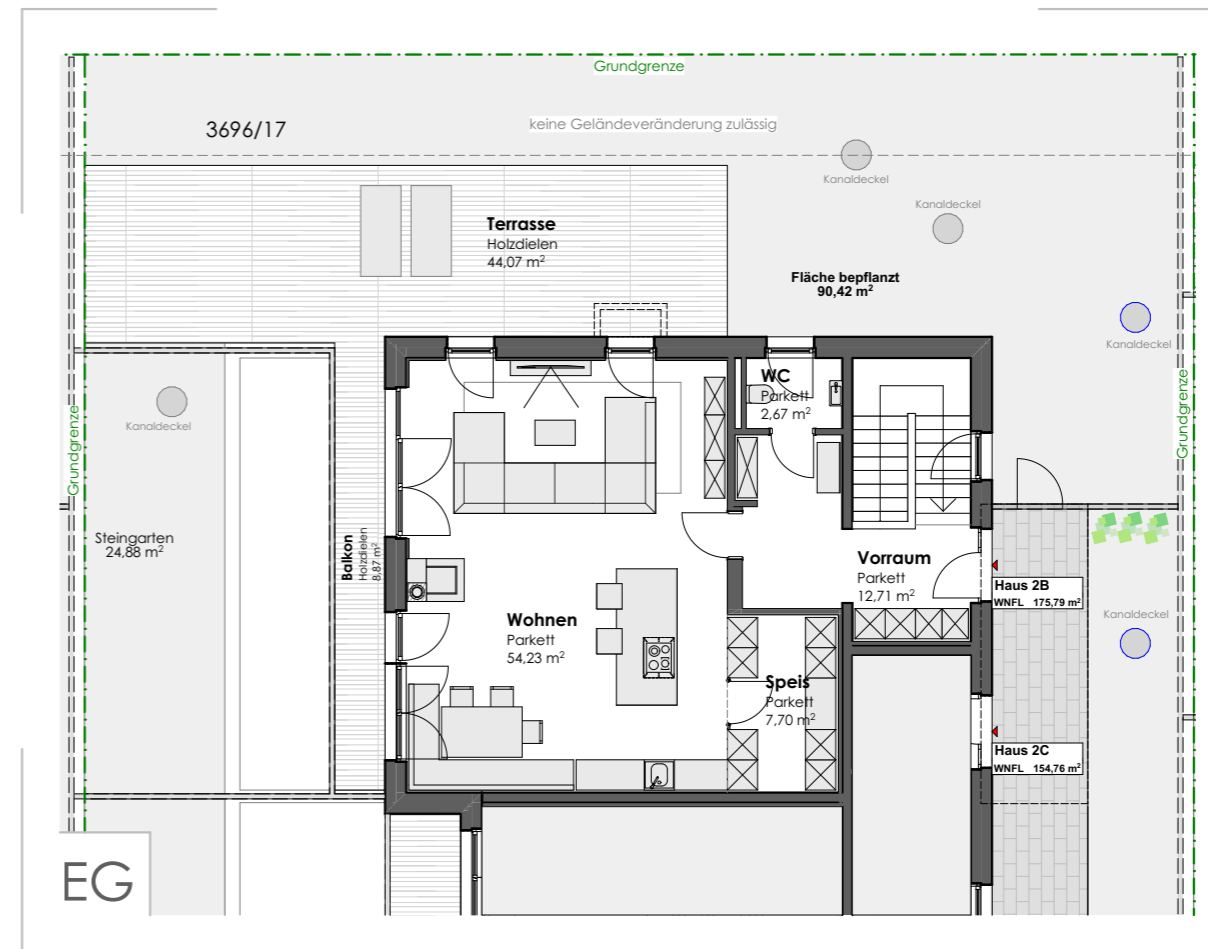 Grundgrenze
3696/17
keine Geländeveränderung zulässig
Kanaldeckel
Kanaldeckel
Terrasse
Holzdielen
44,07 m²
Fläche bepflanzt
90,42 m²
Kanaldeckel
Kanaldeckel
Grundgrenze
Grundgrenze
WC
Parkett
2,67 m²
Steingarten
24,88 m²
Balkon
Holzdielen
8,87 m²
Vorraum
Parkett
12,71 m²
Haus 2B
WNFL 175,79 m²
Kanaldeckel
Wohnen
Parkett
54,23 m²
Speis
Parkett
7,70 m²
Haus 2C
WNFL 154,76 m²
EG